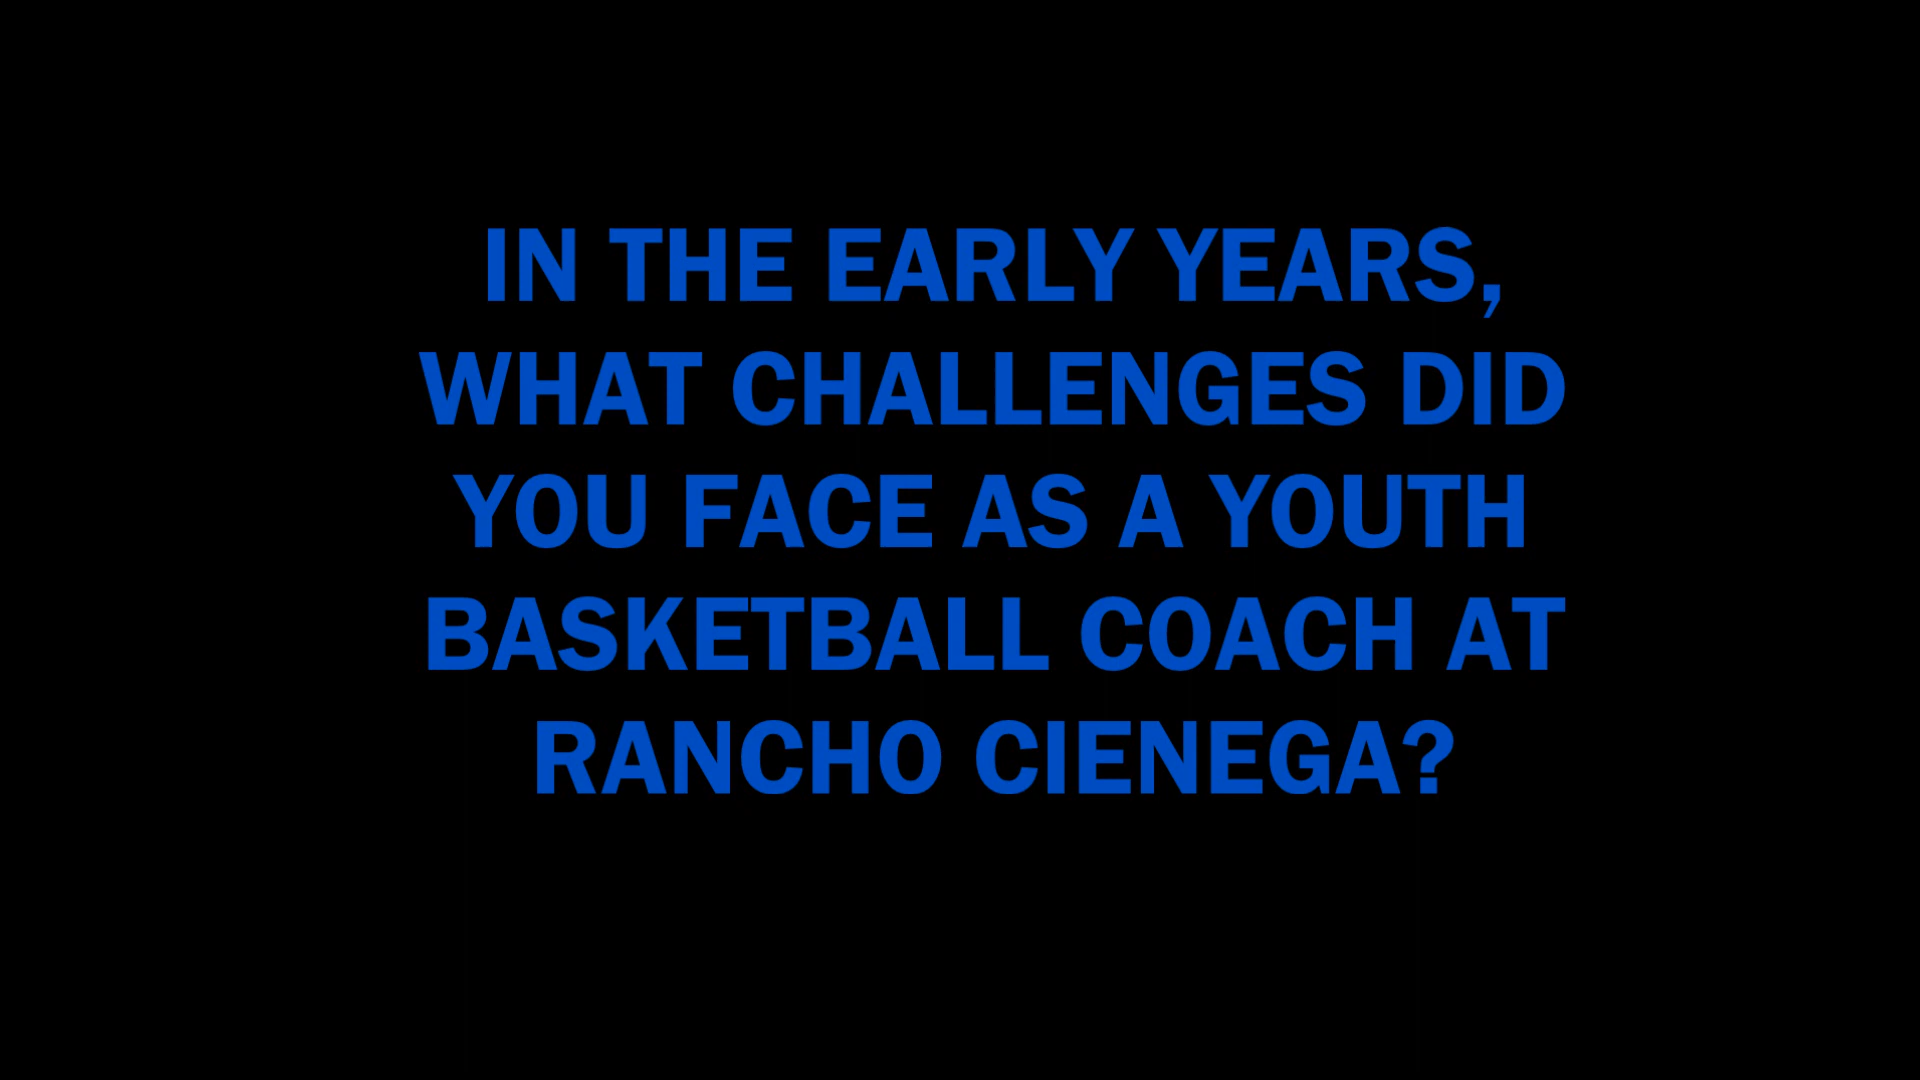 IN THE EARLY YEARS,
WHAT CHALLENGES DID
YOU FACE AS A YOUTH
BASKETBALL COACH AT
RANCHO CIENEGA?